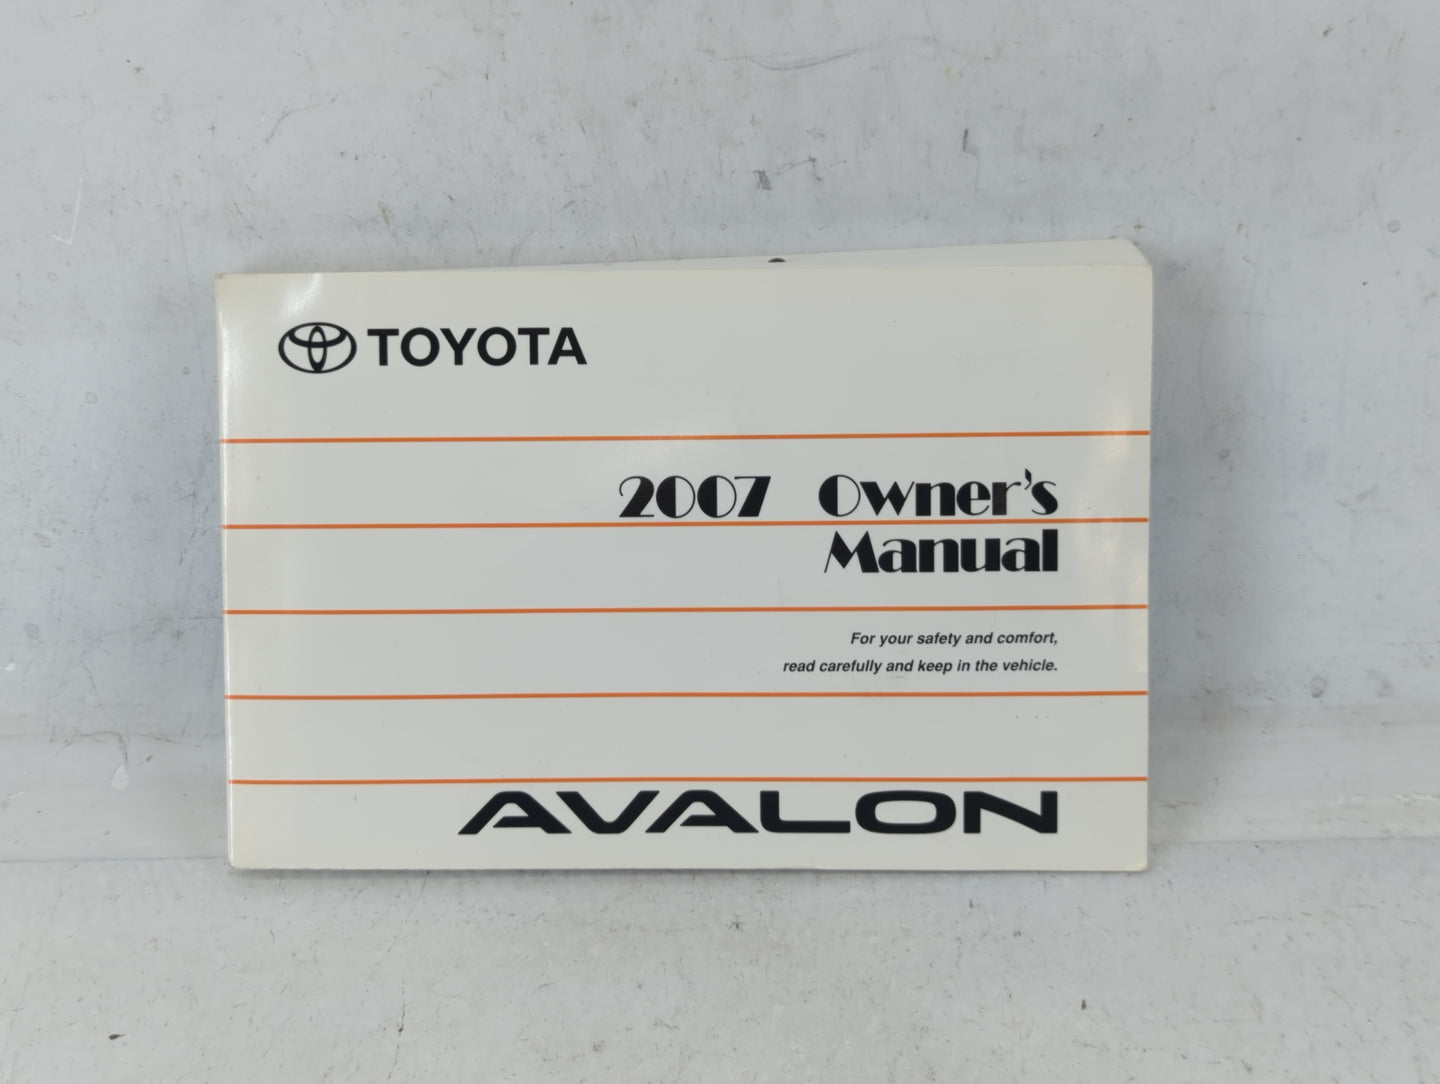 TOYOTA
2007 Owner's
Manual
For your safety and comfort,
read carefully and keep in the vehicle.
AVALON